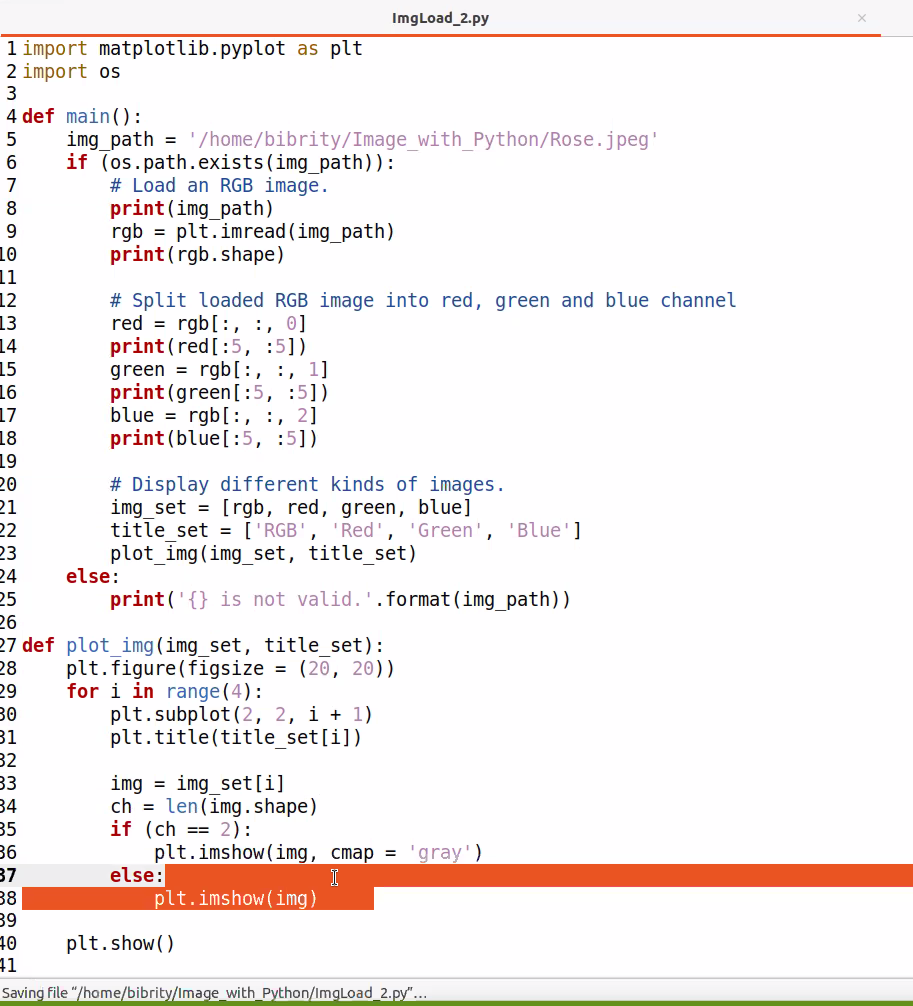 ImgLoad_2.py ×
1 import matplotlib.pyplot as plt
2 import os
3
4 def main():
5     img_path = '/home/bibrity/Image_with_Python/Rose.jpeg'
6     if (os.path.exists(img_path)):
7         # Load an RGB image.
8         print(img_path)
9         rgb = plt.imread(img_path)
10         print(rgb.shape)
11
12         # Split loaded RGB image into red, green and blue channel
13         red = rgb[:, :, 0]
14         print(red[:5, :5])
15         green = rgb[:, :, 1]
16         print(green[:5, :5])
17         blue = rgb[:, :, 2]
18         print(blue[:5, :5])
19
20         # Display different kinds of images.
21         img_set = [rgb, red, green, blue]
22         title_set = ['RGB', 'Red', 'Green', 'Blue']
23         plot_img(img_set, title_set)
24     else:
25         print('{} is not valid.'.format(img_path))
26
27 def plot_img(img_set, title_set):
28     plt.figure(figsize = (20, 20))
29     for i in range(4):
30         plt.subplot(2, 2, i + 1)
31         plt.title(title_set[i])
32
33         img = img_set[i]
34         ch = len(img.shape)
35         if (ch == 2):
36             plt.imshow(img, cmap = 'gray')
37         else:
38             plt.imshow(img)
39
40     plt.show()
41
Saving file “/home/bibrity/Image_with_Python/ImgLoad_2.py”…